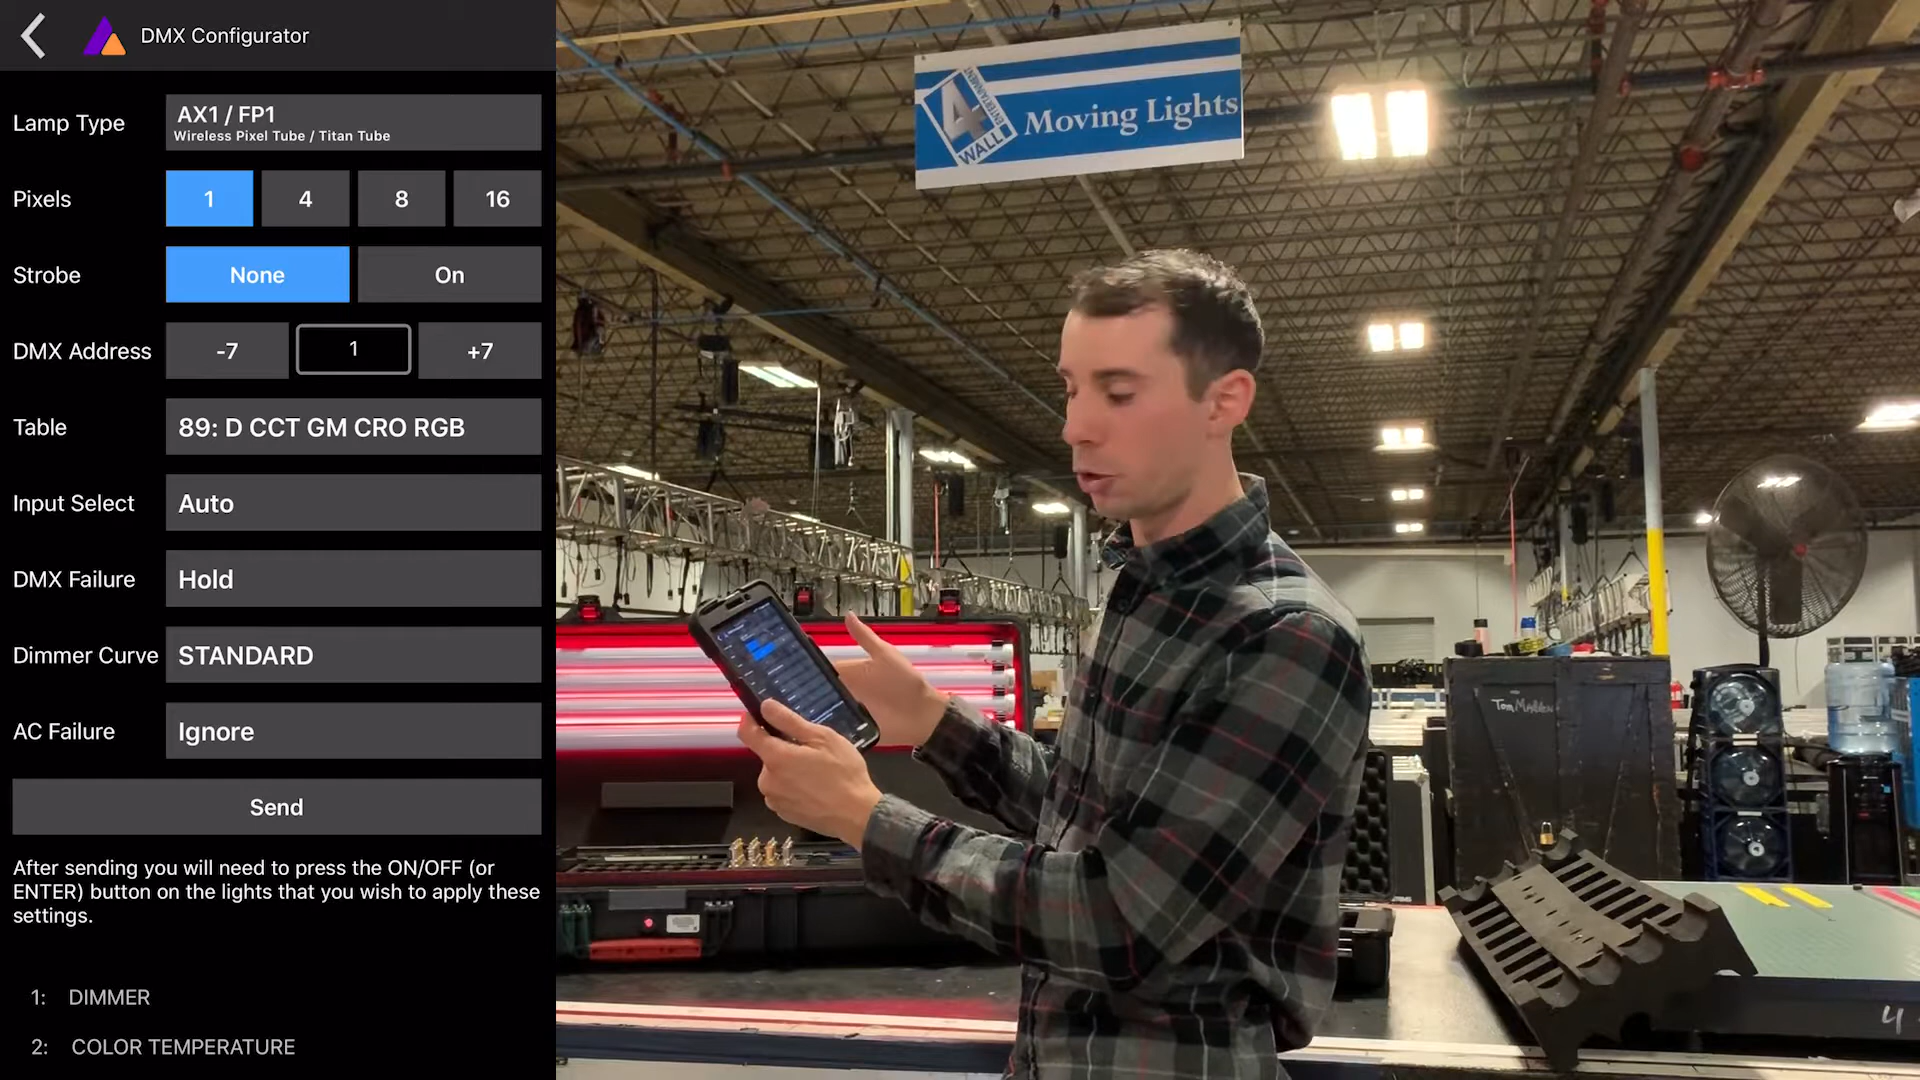 DMX Configurator
Lamp Type
AX1 / FP1
Wireless Pixel Tube / Titan Tube
Pixels
1
4
8
16
Strobe
None
On
DMX Address
-7
1
+7
Table
89: D CCT GM CRO RGB
Input Select
Auto
DMX Failure
Hold
Dimmer Curve
STANDARD
AC Failure
Ignore
Send
After sending you will need to press the ON/OFF (or
ENTER) button on the lights that you wish to apply these
settings.
1: DIMMER
2: COLOR TEMPERATURE
4
WALL
ENTERTAINMENT
Moving Lights